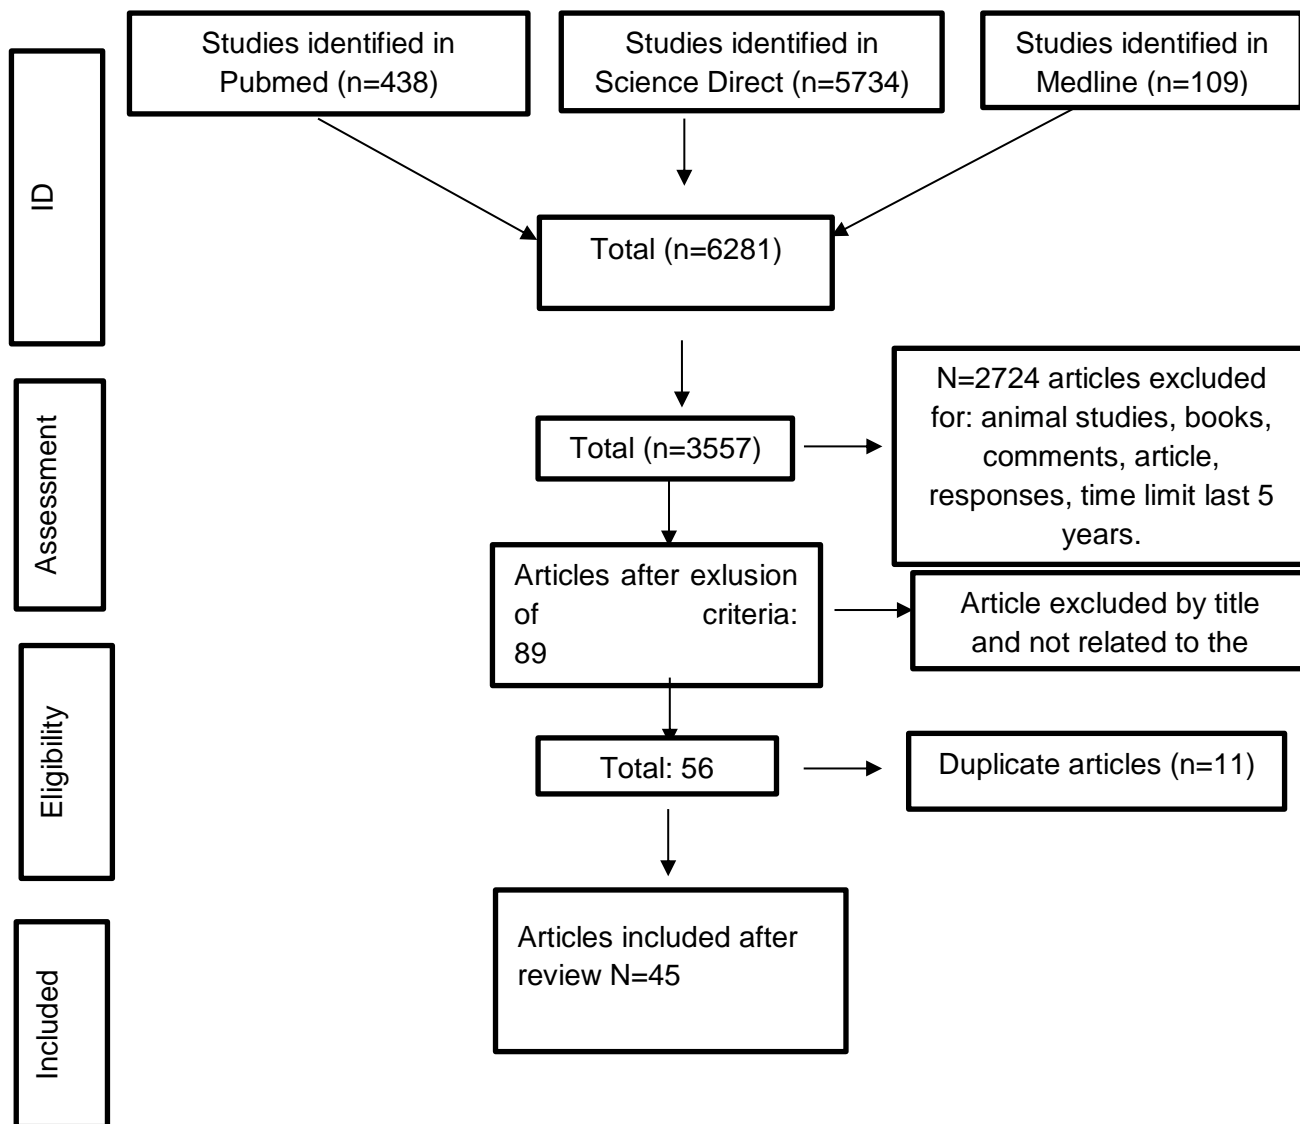 Studies identified in
Pubmed (n=438)
Studies identified in
Science Direct (n=5734)
Studies identified in
Medline (n=109)
ID
Total (n=6281)
Assessment
Total (n=3557)
N=2724 articles excluded
for: animal studies, books,
comments, article,
responses, time limit last 5
years.
Articles after exlusion
of criteria:
89
Article excluded by title
and not related to the
Eligibility
Total: 56
Duplicate articles (n=11)
Included
Articles included after
review N=45